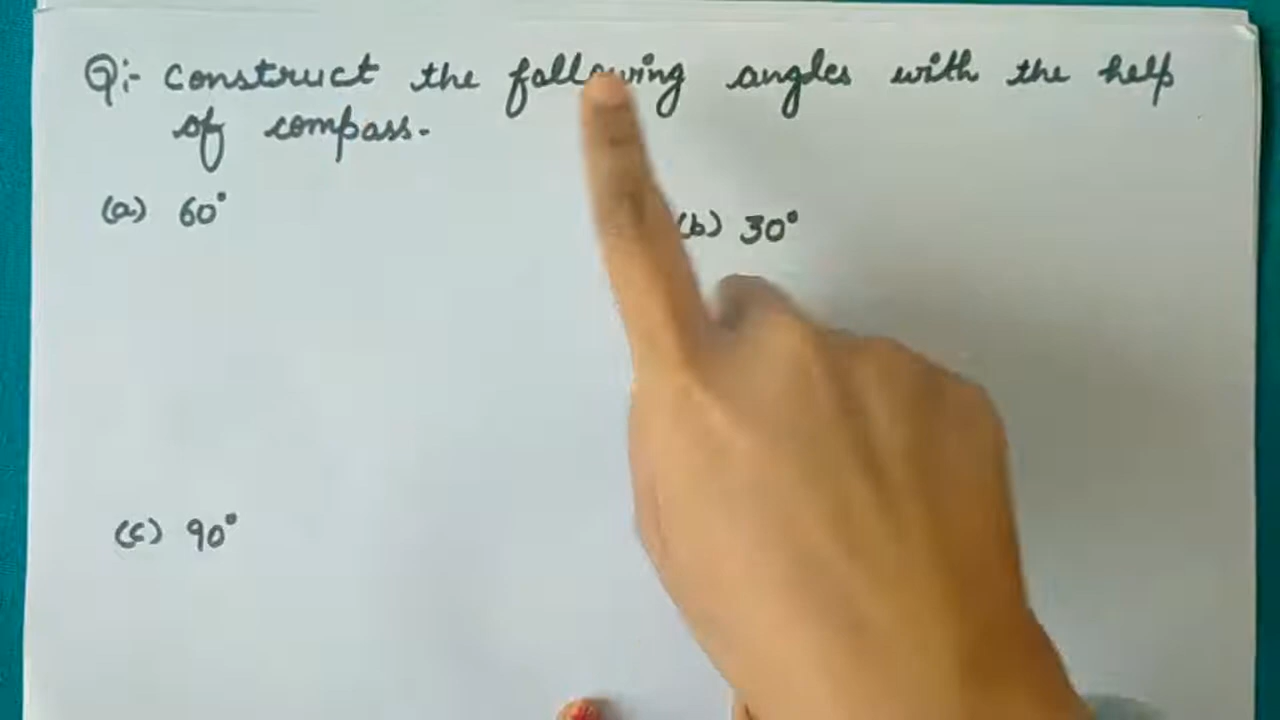 Q:- Construct the following angles with the help
of compass.
(a) 60°
(b) 30°
(c) 90°